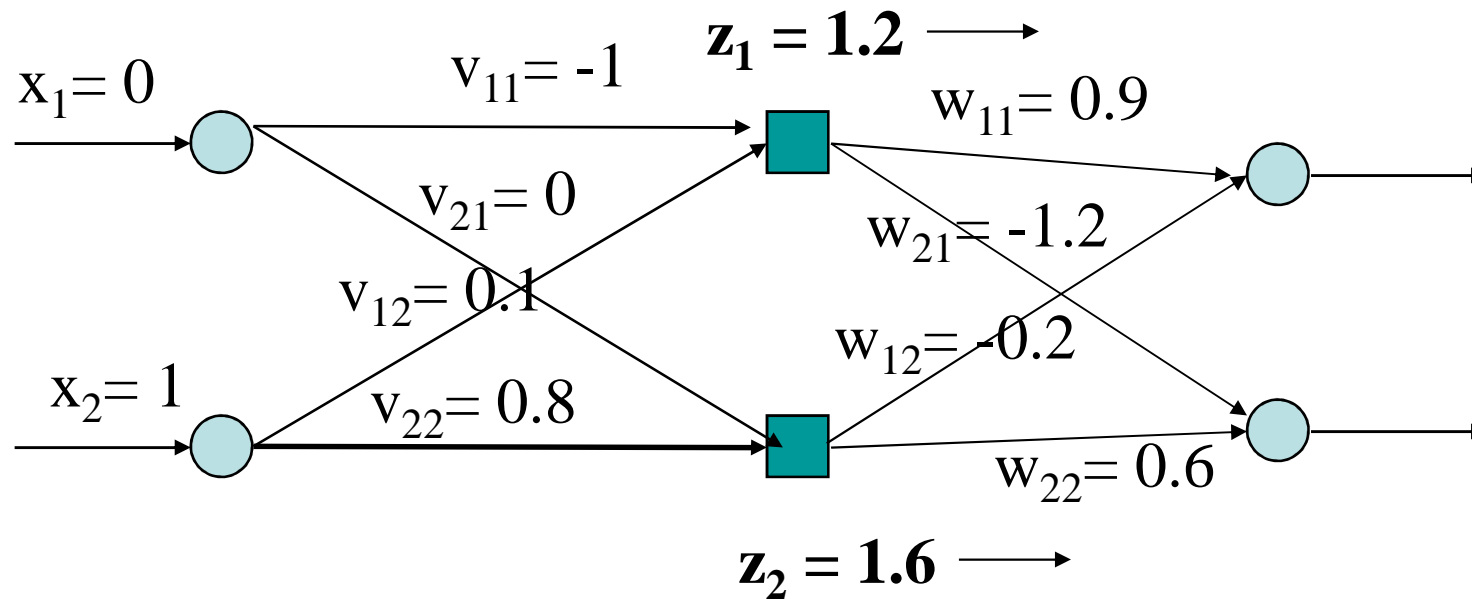 z₁ = 1.2
x₁= 0
v₁₁= -1
w₁₁= 0.9
v₂₁= 0
w₂₁= -1.2
v₁₂= 0.1
w₁₂= -0.2
x₂= 1
v₂₂= 0.8
w₂₂= 0.6
z₂ = 1.6